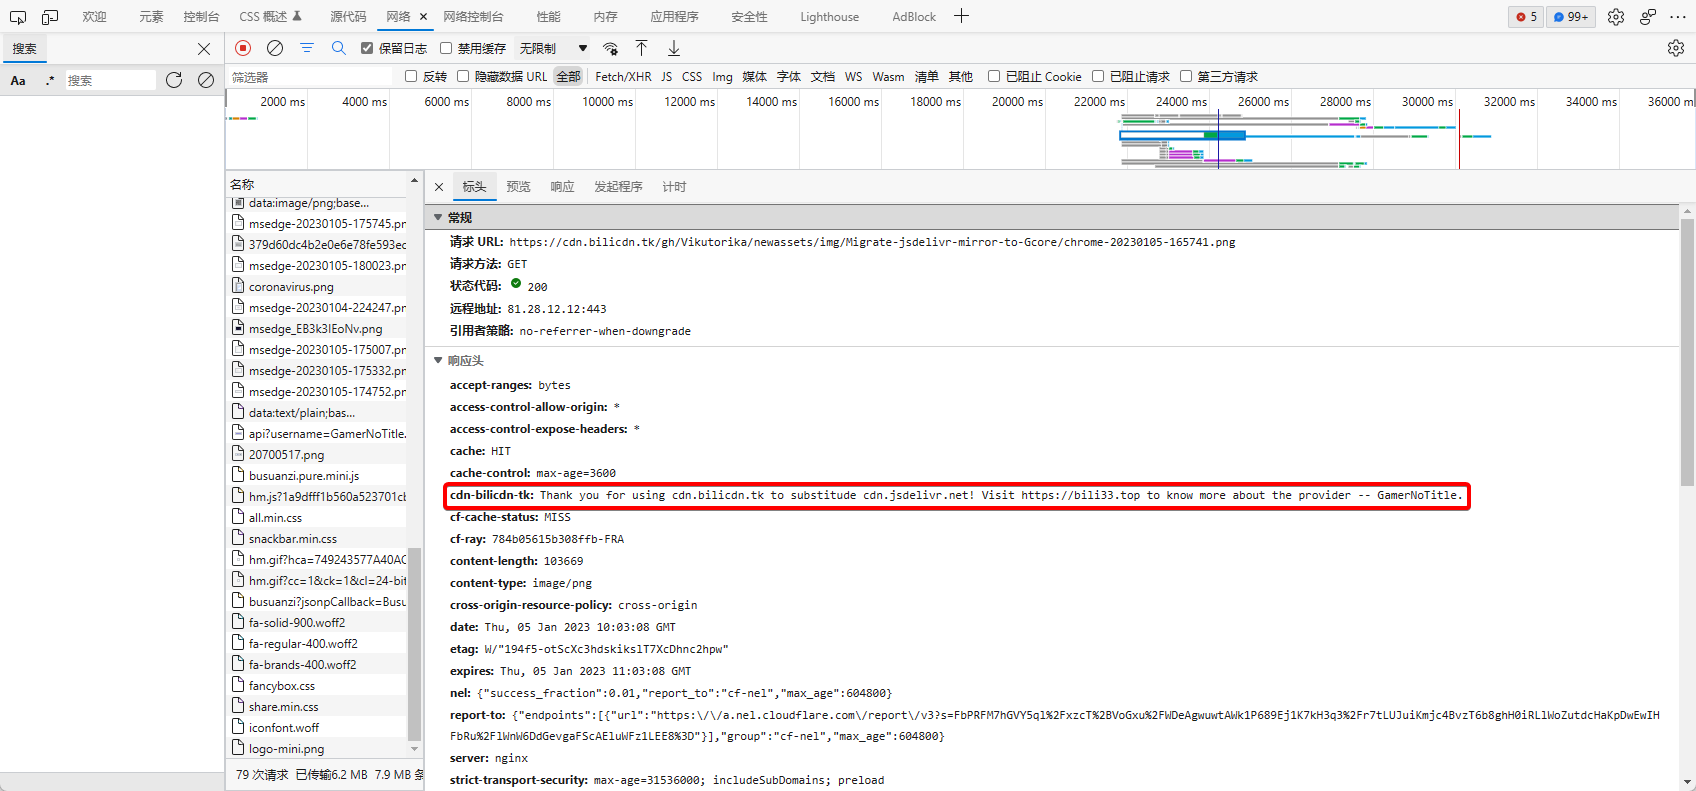 欢迎 元素 控制台 CSS 概述 源代码 网络 网络控制台 性能 内存 应用程序 安全性 Lighthouse AdBlock 5 99+
搜索 保留日志 禁用缓存 无限制
Aa .* 搜索 筛选器 反转 隐藏数据 URL 全部 Fetch/XHR JS CSS Img 媒体 字体 文档 WS Wasm 清单 其他 已阻止 Cookie 已阻止请求 第三方请求
2000 ms 4000 ms 6000 ms 8000 ms 10000 ms 12000 ms 14000 ms 16000 ms 18000 ms 20000 ms 22000 ms 24000 ms 26000 ms 28000 ms 30000 ms 32000 ms 34000 ms 36000 m
名称
data:image/png;base...
msedge-20230105-175745.pn
379d60dc4b2e0e6e78fe593ec
msedge-20230105-180023.pn
coronavirus.png
msedge-20230104-224247.pn
msedge_EB3k3IEoNv.png
msedge-20230105-175007.pn
msedge-20230105-175332.pn
msedge-20230105-174752.pn
data:text/plain;bas...
api?username=GamerNoTitle.
20700517.png
busuanzi.pure.mini.js
hm.js?1a9dfff1b560a523701cb
all.min.css
snackbar.min.css
hm.gif?hca=749243577A40AC
hm.gif?cc=1&ck=1&cl=24-bit
busuanzi?jsonpCallback=Busu
fa-solid-900.woff2
fa-regular-400.woff2
fa-brands-400.woff2
fancybox.css
share.min.css
iconfont.woff
logo-mini.png
79 次请求 已传输6.2 MB 7.9 MB 条
标头 预览 响应 发起程序 计时
常规
请求 URL: https://cdn.bilicdn.tk/gh/Vikutorika/newassets/img/Migrate-jsdelivr-mirror-to-Gcore/chrome-20230105-165741.png
请求方法: GET
状态代码: 200
远程地址: 81.28.12.12:443
引用者策略: no-referrer-when-downgrade
响应头
accept-ranges: bytes
access-control-allow-origin: *
access-control-expose-headers: *
cache: HIT
cache-control: max-age=3600
cdn-bilicdn-tk: Thank you for using cdn.bilicdn.tk to substitude cdn.jsdelivr.net! Visit https://bili33.top to know more about the provider -- GamerNoTitle.
cf-cache-status: MISS
cf-ray: 784b05615b308ffb-FRA
content-length: 103669
content-type: image/png
cross-origin-resource-policy: cross-origin
date: Thu, 05 Jan 2023 10:03:08 GMT
etag: W/"194f5-otScXc3hdskikslT7XcDhnc2hpw"
expires: Thu, 05 Jan 2023 11:03:08 GMT
nel: {"success_fraction":0.01,"report_to":"cf-nel","max_age":604800}
report-to: {"endpoints":[{"url":"https:\/\/a.nel.cloudflare.com\/report\/v3?s=FbPRFM7hGVY5ql%2FxzcT%2BVoGxu%2FWDeAgwuwtAWk1P689Ej1K7kH3q3%2Fr7tLUJuiKmjc4BvzT6b8ghH0iRLlWoZutdcHaKpDwEwIH
FbRu%2FlWnW6DdGevgaFScAEluWFz1LEE8%3D"}],"group":"cf-nel","max_age":604800}
server: nginx
strict-transport-security: max-age=31536000; includeSubDomains; preload